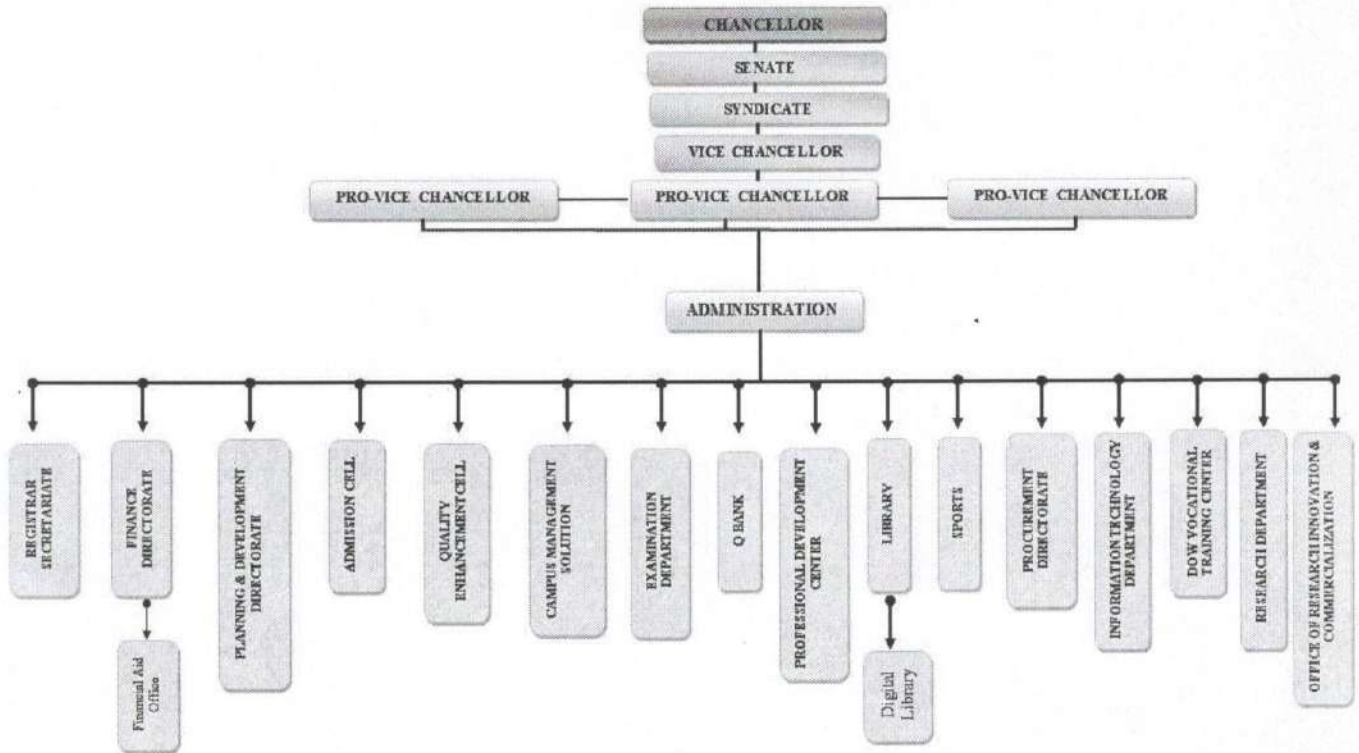 CHANCELLOR
SENATE
SYNDICATE
VICE CHANCELLOR
PRO-VICE CHANCELLOR
PRO-VICE CHANCELLOR
PRO-VICE CHANCELLOR
ADMINISTRATION
REGISTRAR
SECRETARIATE
FINANCE
DIRECTORATE
PLANNING & DEVELOPMENT
DIRECTORATE
ADMISSION CELL
QUALITY
ENHANCEMENT CELL
CAMPUS MANAGEMENT
SOLUTION
EXAMINATION
DEPARTMENT
Q BANK
PROFESSIONAL DEVELOPMENT
CENTER
LIBRARY
SPORTS
PROCUREMENT
DIRECTORATE
INFORMATION TECHNOLOGY
DEPARTMENT
DOW VOCATIONAL
TRAINING CENTER
RESEARCH DEPARTMENT
OFFICE OF RESEARCH INNOVATION &
COMMERCIALIZATION
Financial Aid
Office
Digital
Library